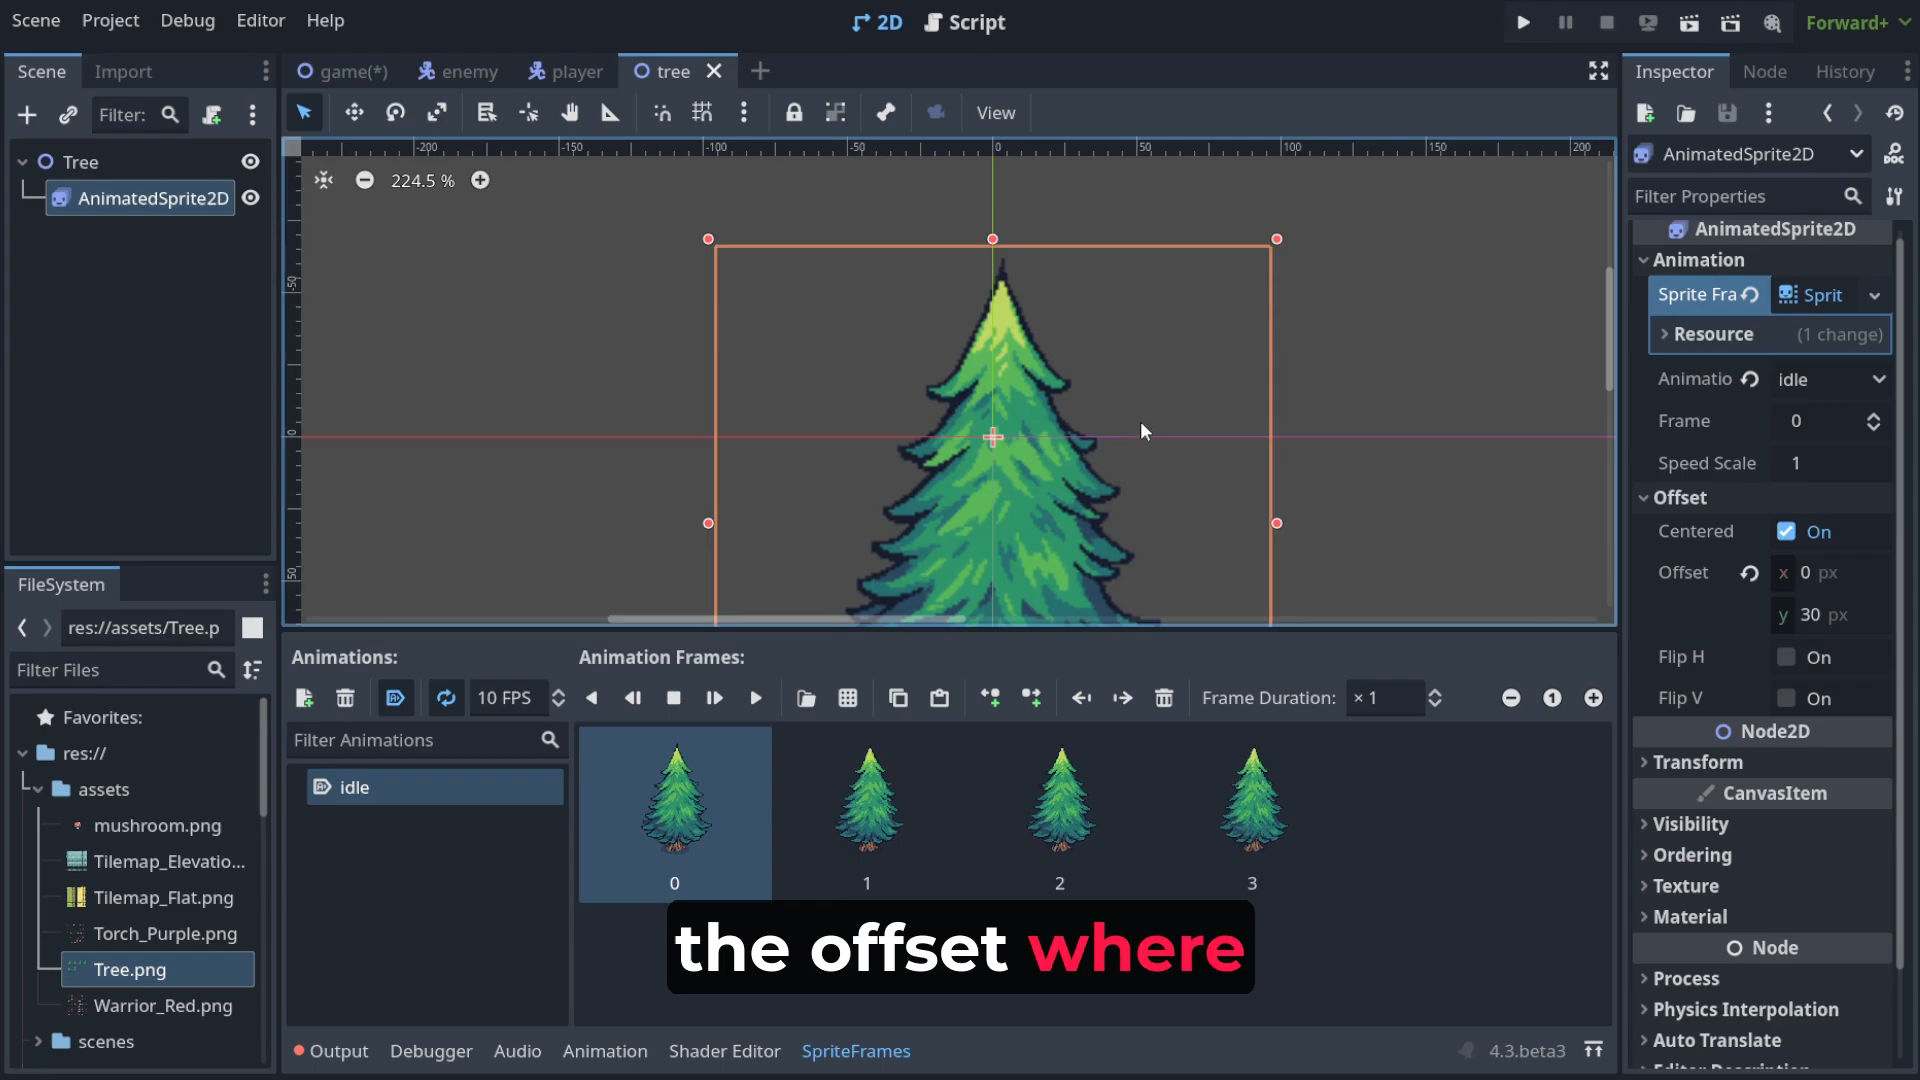 Scene Project Debug Editor Help
2D Script
Forward+
Scene Import
game(*) enemy player tree
Inspector Node History
Filter:
View
Tree
AnimatedSprite2D
-200 -150 -100 -50 0 50 100 150 200
224.5 %
-50
0
50
AnimatedSprite2D
Filter Properties
AnimatedSprite2D
Animation
Sprite Fra Sprit
Resource (1 change)
Animatio idle
Frame 0
Speed Scale 1
Offset
Centered On
Offset x 0 px
y 30 px
Flip H On
Flip V On
Node2D
Transform
CanvasItem
Visibility
Ordering
Texture
Material
Node
Process
Physics Interpolation
Auto Translate
Editor Description
FileSystem
res://assets/Tree.p
Filter Files
Favorites:
res://
assets
mushroom.png
Tilemap_Elevatio...
Tilemap_Flat.png
Torch_Purple.png
Tree.png
Warrior_Red.png
scenes
Animations: Animation Frames:
10 FPS
Frame Duration: × 1
1
Filter Animations
idle
0 1 2 3
the offset where
Output Debugger Audio Animation Shader Editor SpriteFrames
4.3.beta3